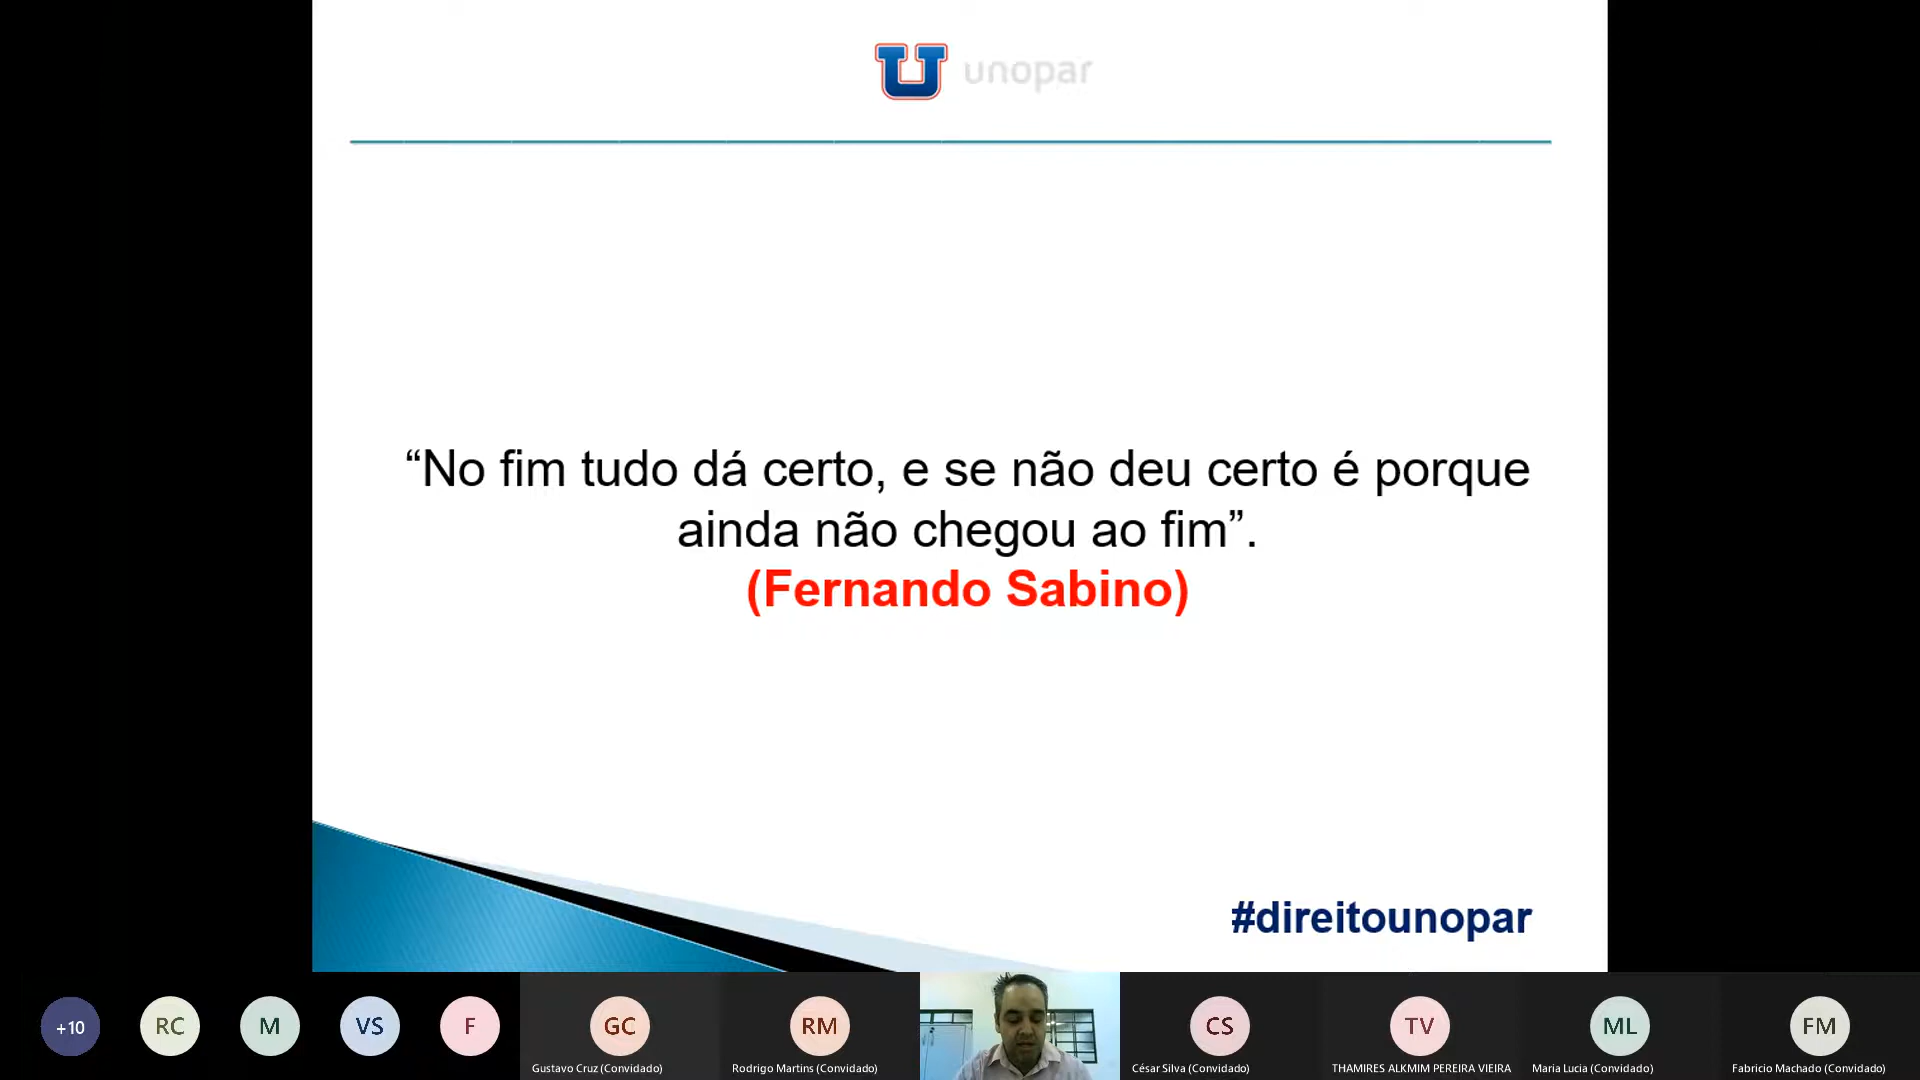 unopar
“No fim tudo dá certo, e se não deu certo é porque
ainda não chegou ao fim”.
(Fernando Sabino)
#direitounopar
+10
RC
M
VS
F
GC
RM
CS
TV
ML
FM
Gustavo Cruz (Convidado)
Rodrigo Martins (Convidado)
César Silva (Convidado)
THAMIRES ALKMIM PEREIRA VIEIRA
Maria Lucia (Convidado)
Fabricio Machado (Convidado)